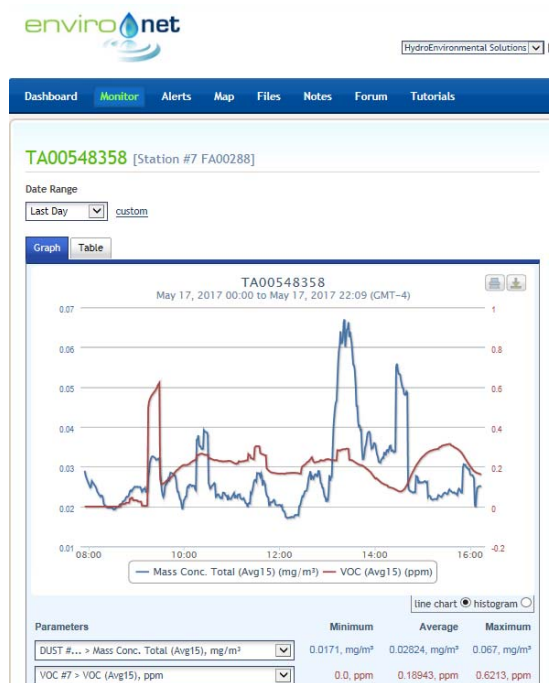 enviro net
HydroEnvironmental Solutions
Dashboard Monitor Alerts Map Files Notes Forum Tutorials
TA00548358 [Station #7 FA00288]
Date Range
Last Day custom
Graph Table
TA00548358
May 17, 2017 00:00 to May 17, 2017 22:09 (GMT-4)
0.07 1
0.06 0.8
0.05 0.6
0.04 0.4
0.03 0.2
0.02 0
0.01 -0.2
08:00 10:00 12:00 14:00 16:00
Mass Conc. Total (Avg15) (mg/m³) VOC (Avg15) (ppm)
line chart histogram
Parameters Minimum Average Maximum
DUST #... > Mass Conc. Total (Avg15), mg/m³ 0.0171, mg/m³ 0.02824, mg/m³ 0.067, mg/m³
VOC #7 > VOC (Avg15), ppm 0.0, ppm 0.18943, ppm 0.6213, ppm